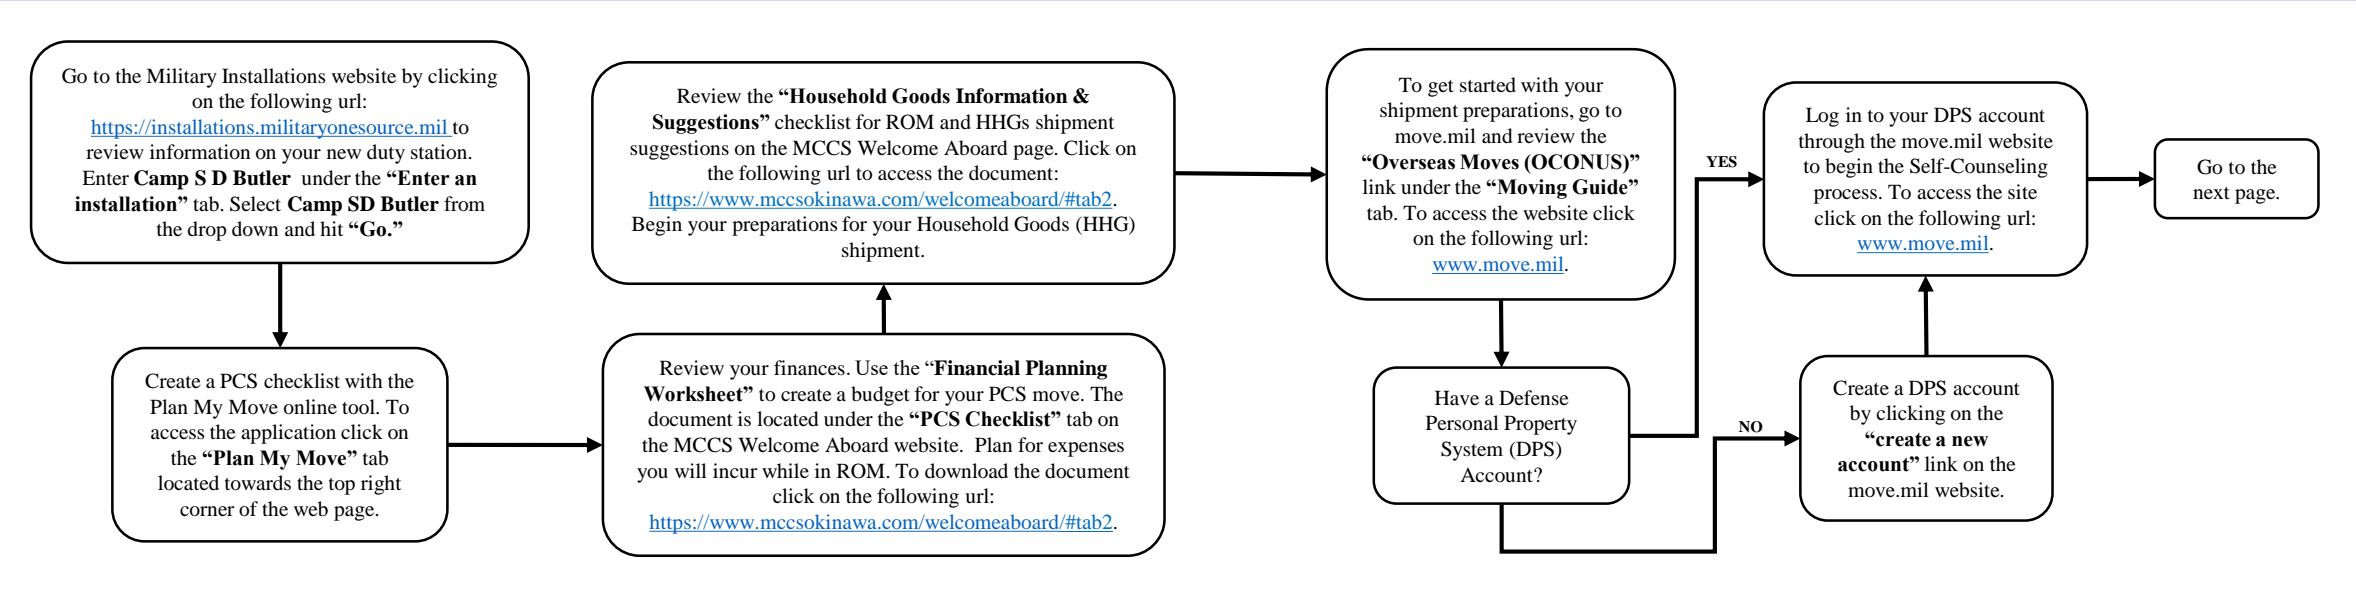 Go to the Military Installations website by clicking
on the following url:
https://installations.militaryonesource.mil to
review information on your new duty station.
Enter Camp S D Butler  under the “Enter an
installation” tab. Select Camp SD Butler from
the drop down and hit “Go.”
Create a PCS checklist with the
Plan My Move online tool. To
access the application click on
the “Plan My Move” tab
located towards the top right
corner of the web page.
Review your finances. Use the “Financial Planning
Worksheet” to create a budget for your PCS move. The
document is located under the “PCS Checklist” tab on
the MCCS Welcome Aboard website.  Plan for expenses
you will incur while in ROM. To download the document
click on the following url:
https://www.mccsokinawa.com/welcomeaboard/#tab2.
Review the “Household Goods Information &
Suggestions” checklist for ROM and HHGs shipment
suggestions on the MCCS Welcome Aboard page. Click on
the following url to access the document:
https://www.mccsokinawa.com/welcomeaboard/#tab2.
Begin your preparations for your Household Goods (HHG)
shipment.
To get started with your
shipment preparations, go to
move.mil and review the
“Overseas Moves (OCONUS)”
link under the “Moving Guide”
tab. To access the website click
on the following url:
www.move.mil.
Have a Defense
Personal Property
System (DPS)
Account?
YES
NO
Create a DPS account
by clicking on the
“create a new
account” link on the
move.mil website.
Log in to your DPS account
through the move.mil website
to begin the Self-Counseling
process. To access the site
click on the following url:
www.move.mil.
Go to the
next page.